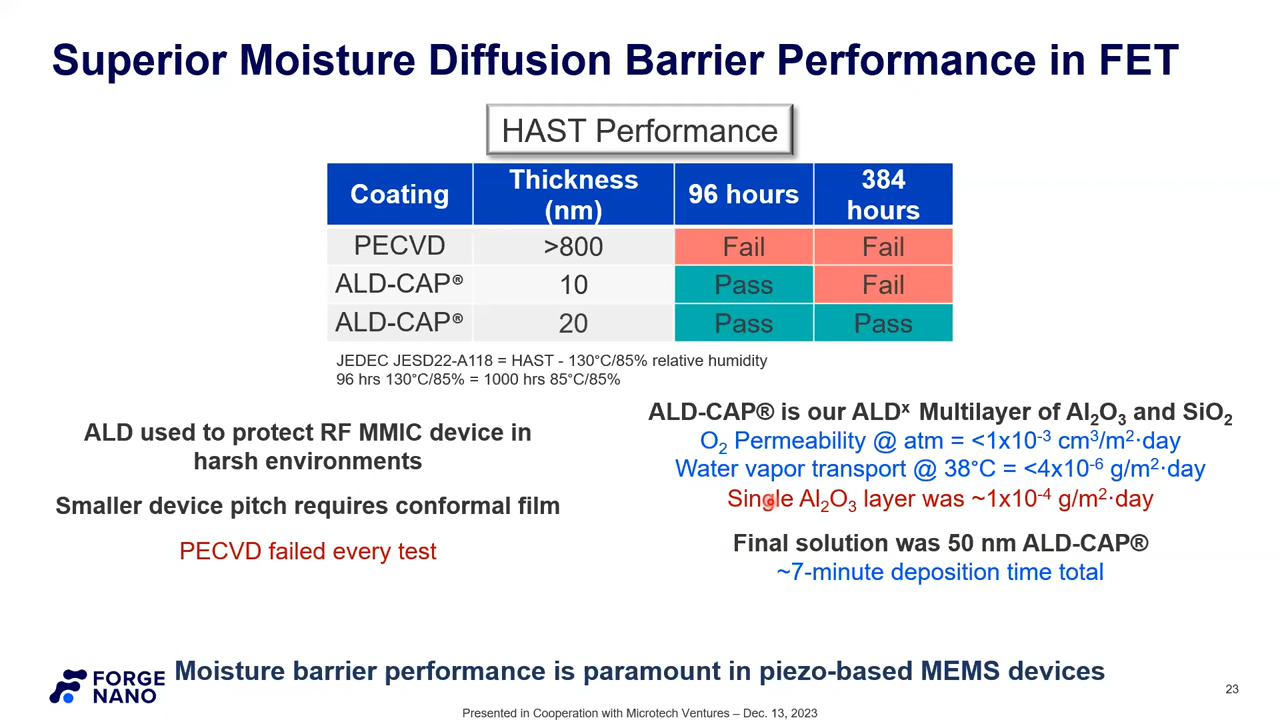 Superior Moisture Diffusion Barrier Performance in FET
HAST Performance
Coating Thickness (nm) 96 hours 384 hours
PECVD >800 Fail Fail
ALD-CAP® 10 Pass Fail
ALD-CAP® 20 Pass Pass
JEDEC JESD22-A118 = HAST - 130°C/85% relative humidity
96 hrs 130°C/85% = 1000 hrs 85°C/85%
ALD used to protect RF MMIC device in
harsh environments
Smaller device pitch requires conformal film
PECVD failed every test
ALD-CAP® is our ALDˣ Multilayer of Al₂O₃ and SiO₂
O₂ Permeability @ atm = <1x10⁻³ cm³/m²·day
Water vapor transport @ 38°C = <4x10⁻⁶ g/m²·day
Single Al₂O₃ layer was ~1x10⁻⁴ g/m²·day
Final solution was 50 nm ALD-CAP®
~7-minute deposition time total
FORGE
NANO
Moisture barrier performance is paramount in piezo-based MEMS devices
23
Presented in Cooperation with Microtech Ventures – Dec. 13, 2023